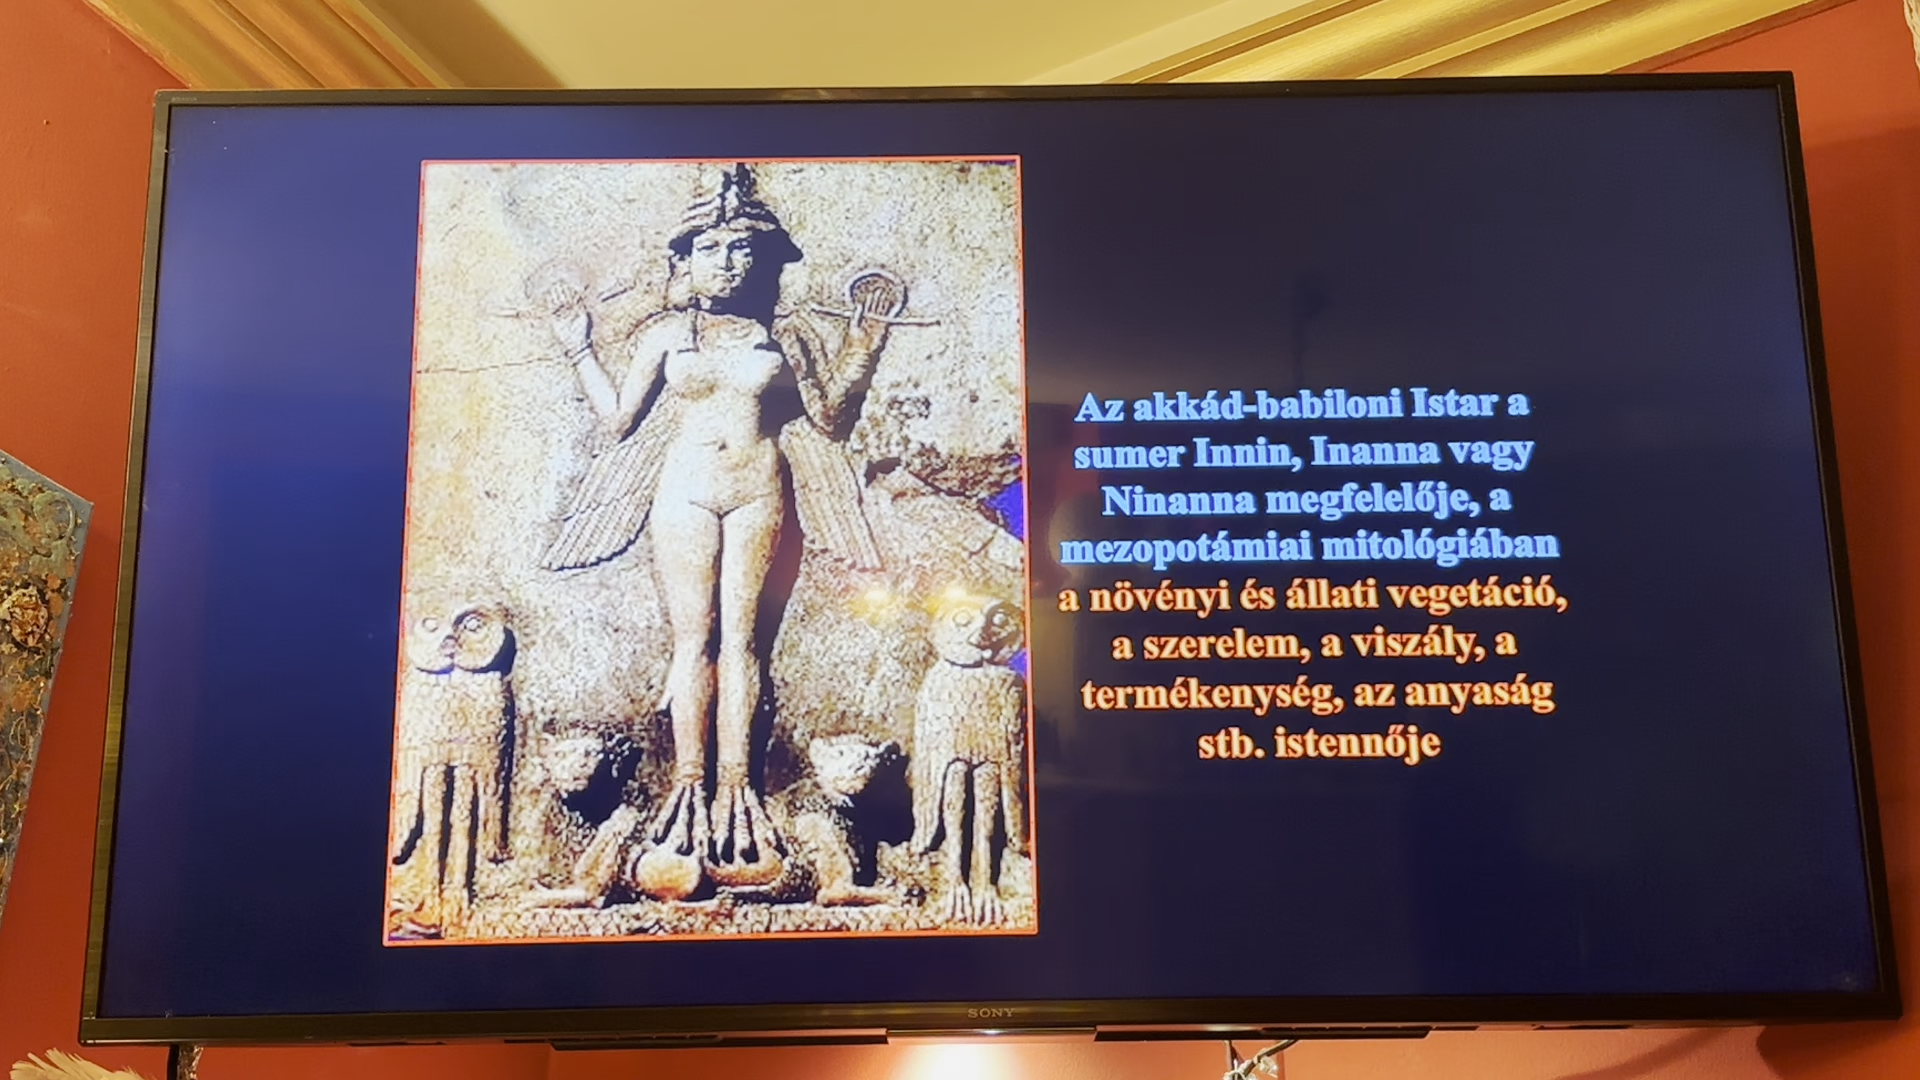 Az akkád-babiloni Istar a
sumer Innin, Inanna vagy
Ninanna megfelelője, a
mezopotámiai mitológiában
a növényi és állati vegetáció,
a szerelem, a viszály, a
termékenység, az anyaság
stb. istennője
SONY